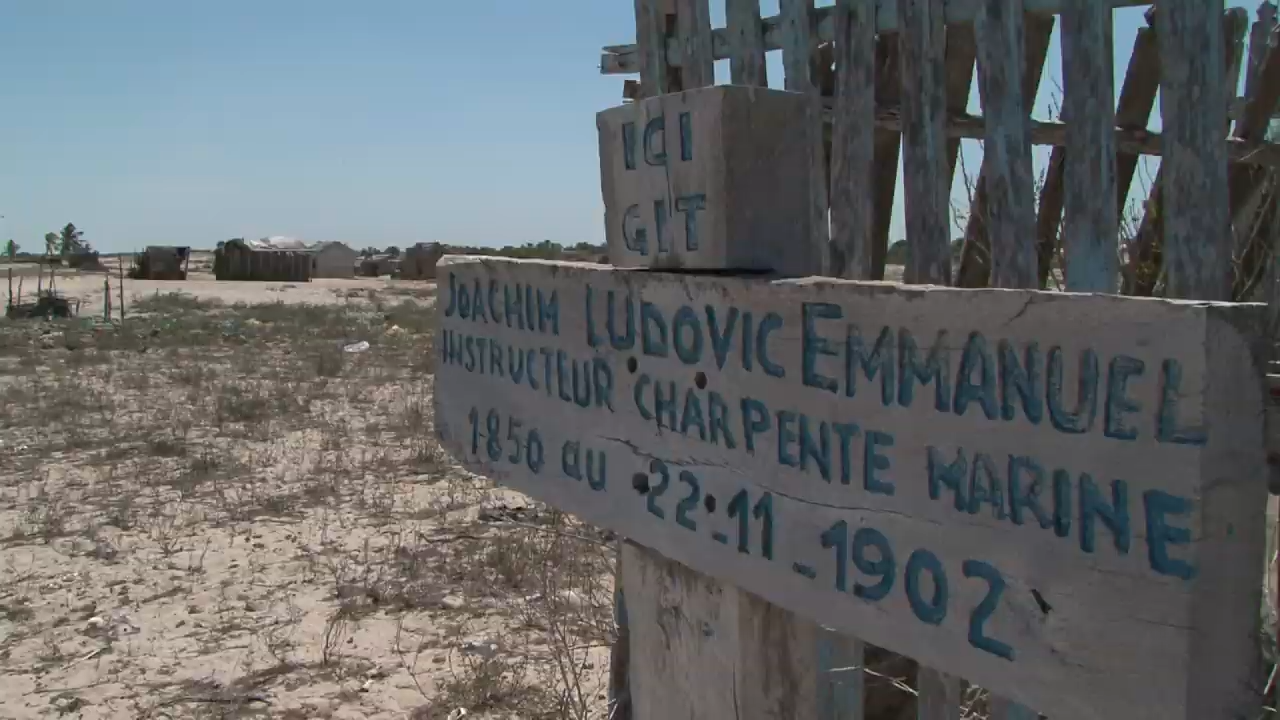 ICI
GIT
JOACHIM LUDOVIC EMMANUEL
INSTRUCTEUR CHARPENTE MARINE
1850 au 22-11-1902